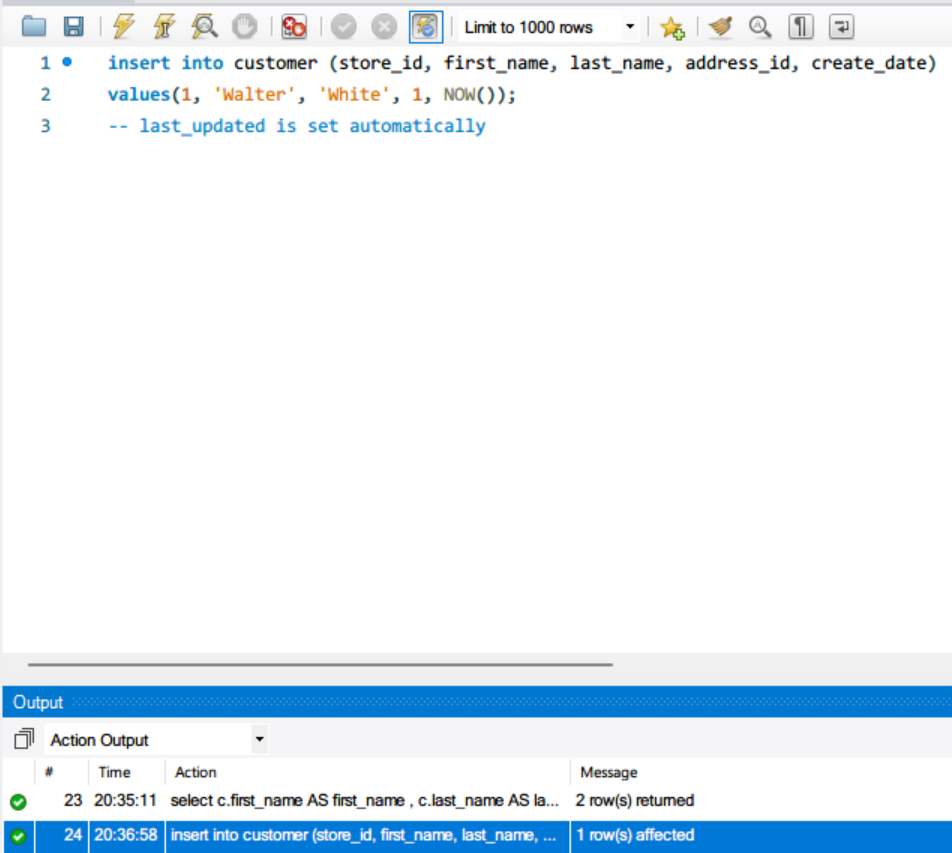 Limit to 1000 rows
1 insert into customer (store_id, first_name, last_name, address_id, create_date)
2 values(1, 'Walter', 'White', 1, NOW());
3 -- last_updated is set automatically
Output
Action Output
# Time Action Message
23 20:35:11 select c.first_name AS first_name , c.last_name AS la... 2 row(s) returned
24 20:36:58 insert into customer (store_id, first_name, last_name, ... 1 row(s) affected